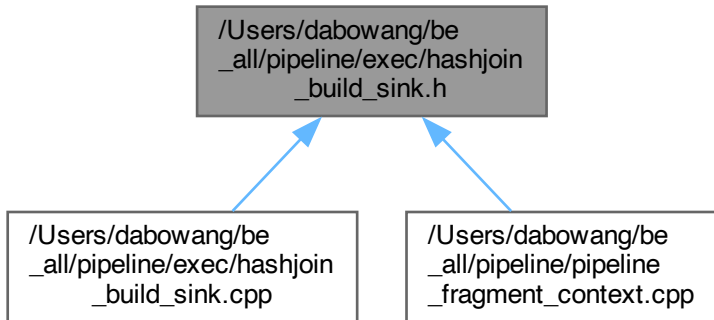 /Users/dabowang/be
_all/pipeline/exec/hashjoin
_build_sink.h
/Users/dabowang/be
_all/pipeline/exec/hashjoin
_build_sink.cpp
/Users/dabowang/be
_all/pipeline/pipeline
_fragment_context.cpp